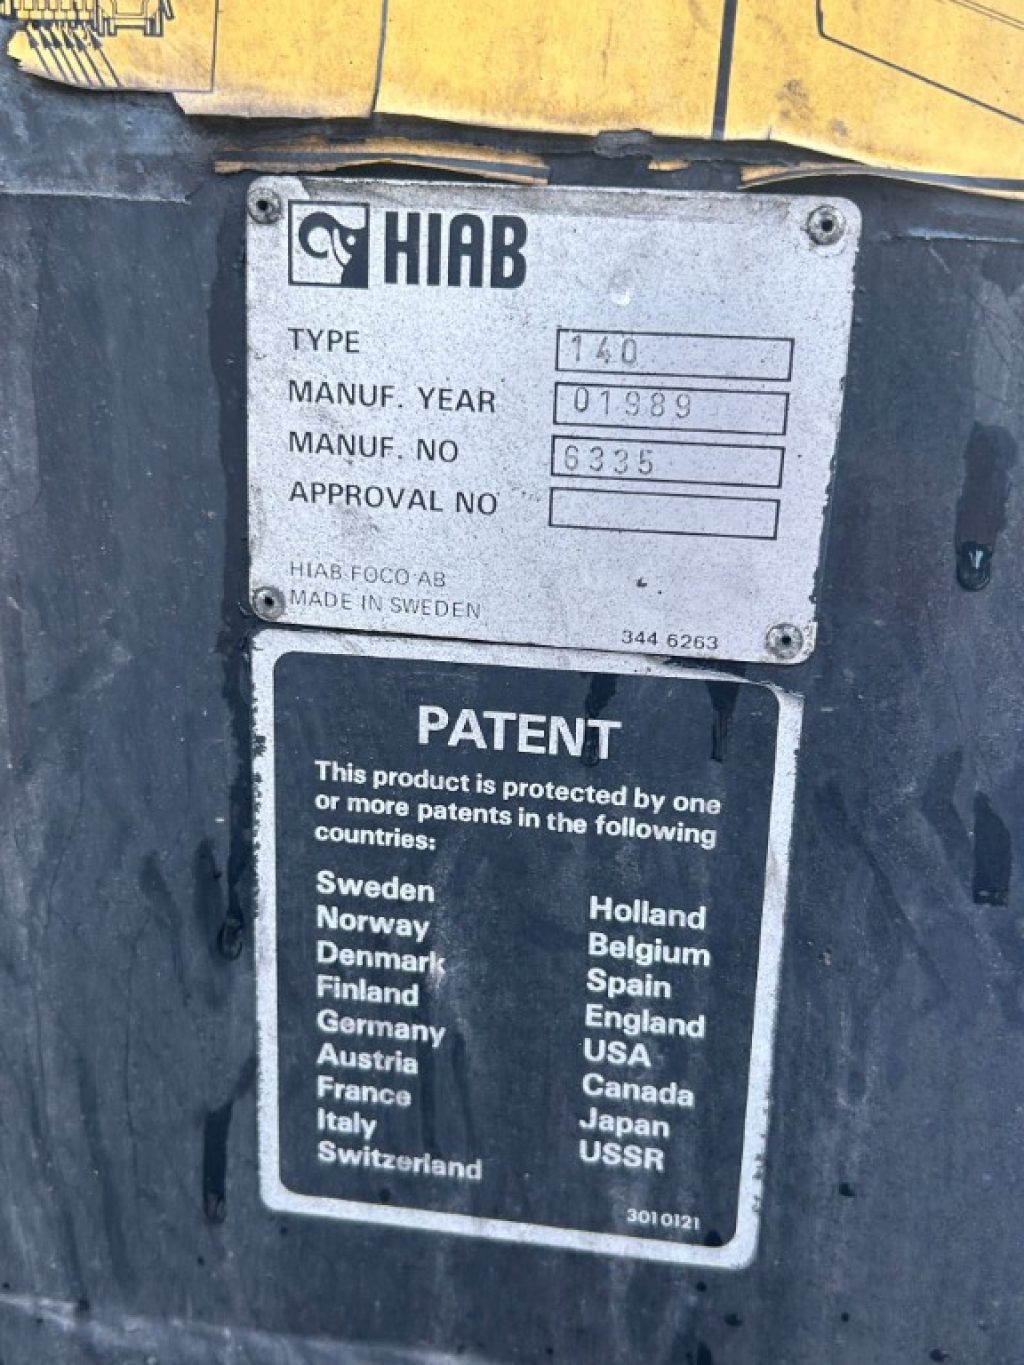 HIAB
TYPE 140
MANUF. YEAR 01989
MANUF. NO 6335
APPROVAL NO
HIAB-FOCO AB
MADE IN SWEDEN
344 6263
PATENT
This product is protected by one
or more patents in the following
countries:
Sweden
Norway
Denmark
Finland
Germany
Austria
France
Italy
Switzerland
Holland
Belgium
Spain
England
USA
Canada
Japan
USSR
3010121